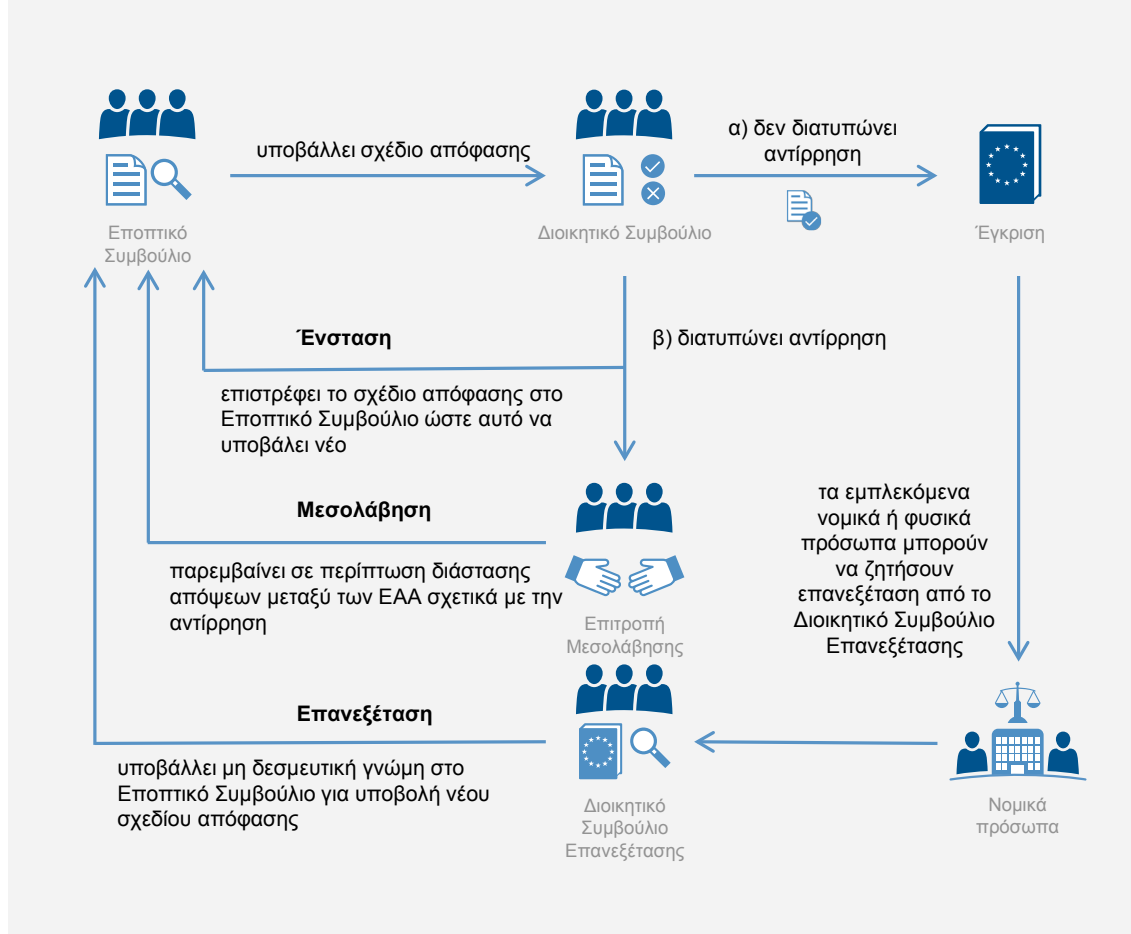 υποβάλλει σχέδιο απόφασης
α) δεν διατυπώνει
αντίρρηση
Εποπτικό
Συμβούλιο
Διοικητικό Συμβούλιο
Έγκριση
Ένσταση
β) διατυπώνει αντίρρηση
επιστρέφει το σχέδιο απόφασης στο
Εποπτικό Συμβούλιο ώστε αυτό να
υποβάλει νέο
Μεσολάβηση
παρεμβαίνει σε περίπτωση διάστασης
απόψεων μεταξύ των ΕΑΑ σχετικά με την
αντίρρηση
Επιτροπή
Μεσολάβησης
τα εμπλεκόμενα
νομικά ή φυσικά
πρόσωπα μπορούν
να ζητήσουν
επανεξέταση από το
Διοικητικό Συμβούλιο
Επανεξέτασης
Επανεξέταση
υποβάλλει μη δεσμευτική γνώμη στο
Εποπτικό Συμβούλιο για υποβολή νέου
σχεδίου απόφασης
Διοικητικό
Συμβούλιο
Επανεξέτασης
Νομικά
πρόσωπα